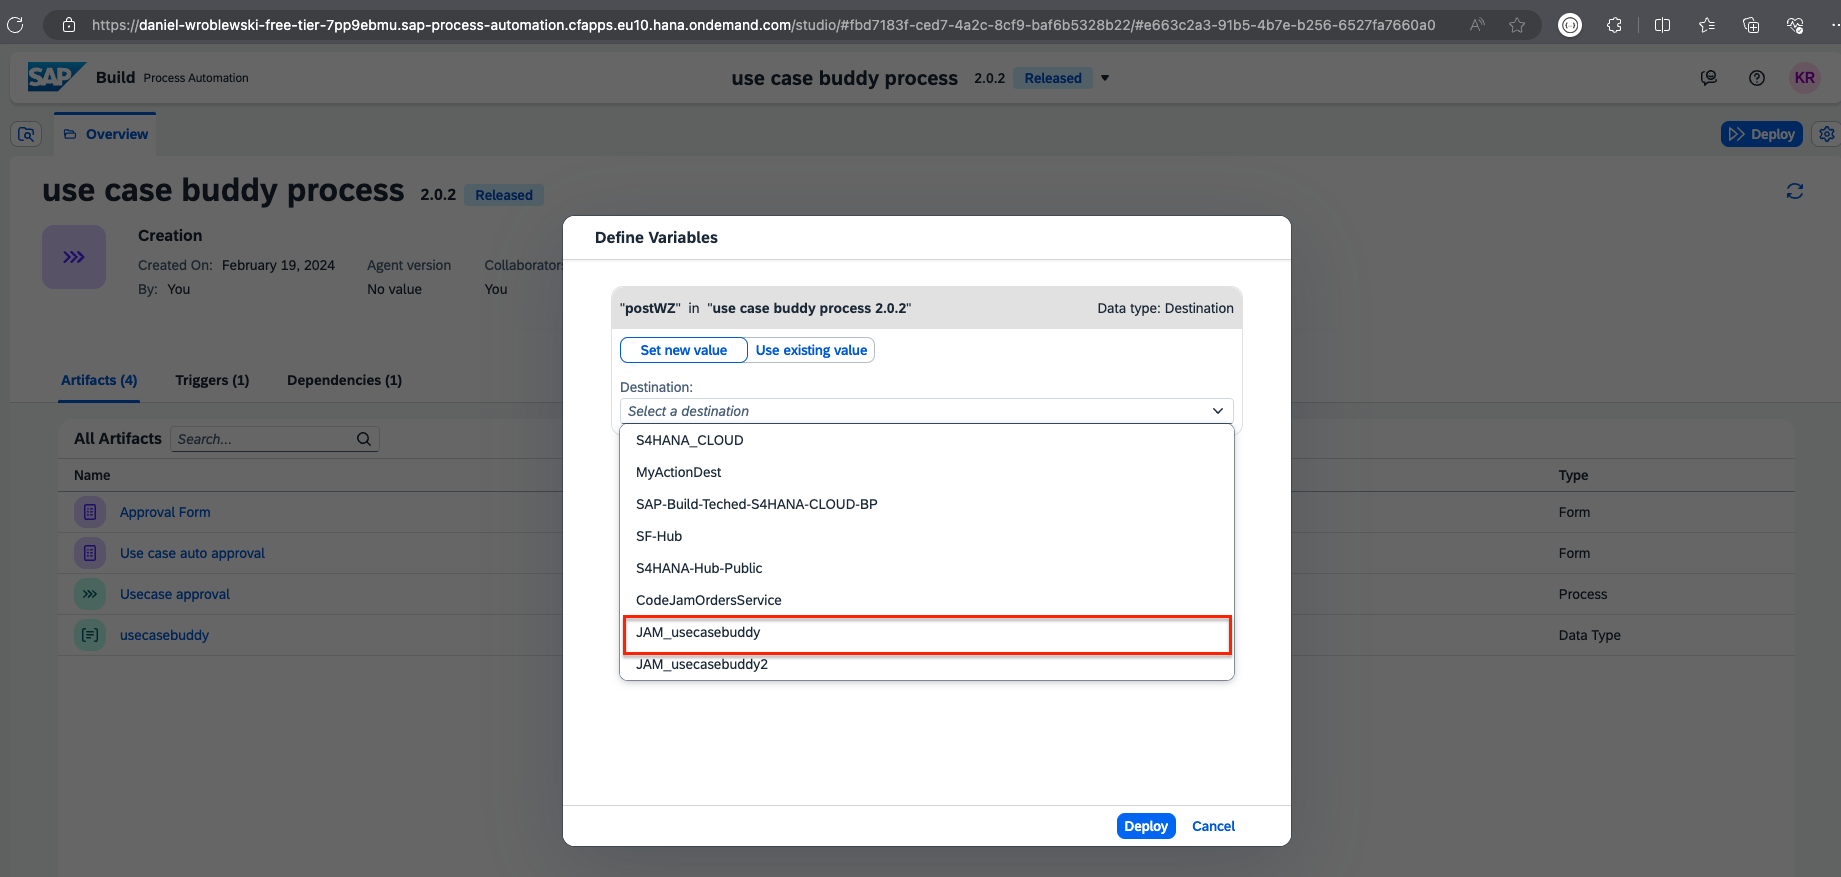 https://daniel-wroblewski-free-tier-7pp9ebmu.sap-process-automation.cfapps.eu10.hana.ondemand.com/studio/#fbd7183f-ced7-4a2c-8cf9-baf6b5328b22/#e663c2a3-91b5-4b7e-b256-6527fa7660a0
SAP Build Process Automation
use case buddy process 2.0.2 Released
KR
Overview
Deploy
use case buddy process 2.0.2 Released
Creation
Created On: February 19, 2024 Agent version Collaborators
By: You No value You
Artifacts (4) Triggers (1) Dependencies (1)
All Artifacts Search...
Name Type
Approval Form Form
Use case auto approval Form
Usecase approval Process
usecasebuddy Data Type
Define Variables
"postWZ" in "use case buddy process 2.0.2" Data type: Destination
Set new value Use existing value
Destination:
Select a destination
S4HANA_CLOUD
MyActionDest
SAP-Build-Teched-S4HANA-CLOUD-BP
SF-Hub
S4HANA-Hub-Public
CodeJamOrdersService
JAM_usecasebuddy
JAM_usecasebuddy2
Deploy Cancel